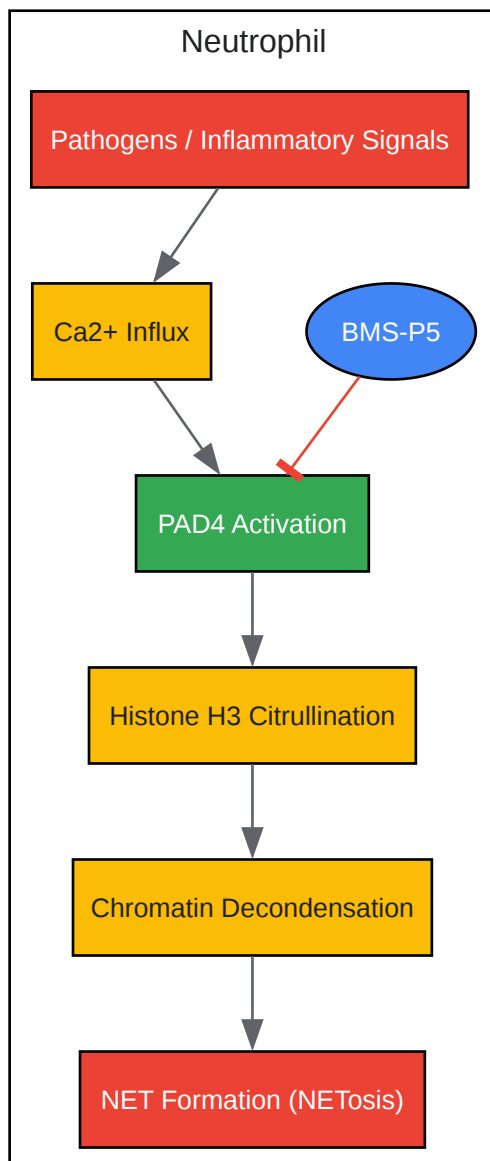 Neutrophil
Pathogens / Inflammatory Signals
Ca2+ Influx
BMS-P5
PAD4 Activation
Histone H3 Citrullination
Chromatin Decondensation
NET Formation (NETosis)